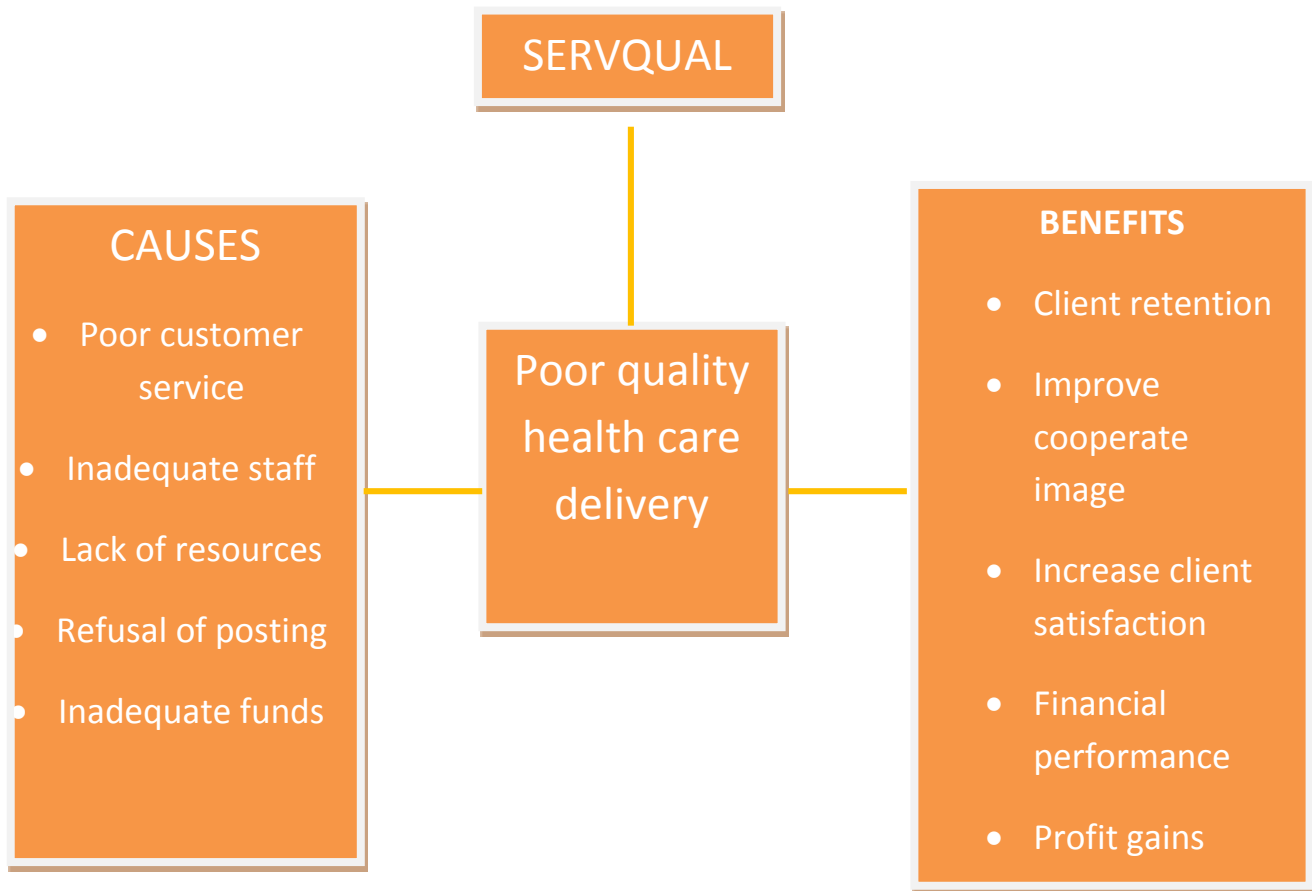 SERVQUAL
CAUSES
• Poor customer
service
• Inadequate staff
• Lack of resources
• Refusal of posting
• Inadequate funds
Poor quality
health care
delivery
BENEFITS
• Client retention
• Improve
cooperate
image
• Increase client
satisfaction
• Financial
performance
• Profit gains